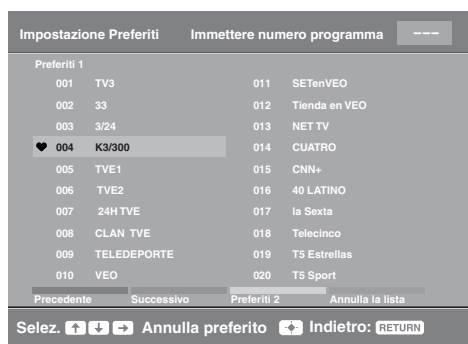 Impostazione Preferiti Immettere numero programma −−−
Preferiti 1
001 TV3
002 33
003 3/24
004 K3/300
005 TVE1
006 TVE2
007 24H TVE
008 CLAN TVE
009 TELEDEPORTE
010 VEO
011 SETenVEO
012 Tienda en VEO
013 NET TV
014 CUATRO
015 CNN+
016 40 LATINO
017 la Sexta
018 Telecinco
019 T5 Estrellas
020 T5 Sport
Precedente Successivo Preferiti 2 Annulla la lista
Selez. Annulla preferito Indietro: RETURN